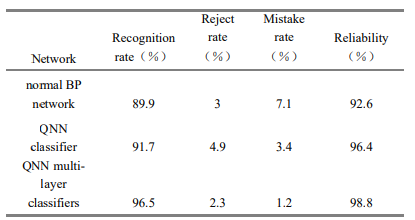 Network Recognition rate（%） Reject rate （%） Mistake rate （%） Reliability （%）
normal BP network 89.9 3 7.1 92.6
QNN classifier 91.7 4.9 3.4 96.4
QNN multi-layer classifiers 96.5 2.3 1.2 98.8